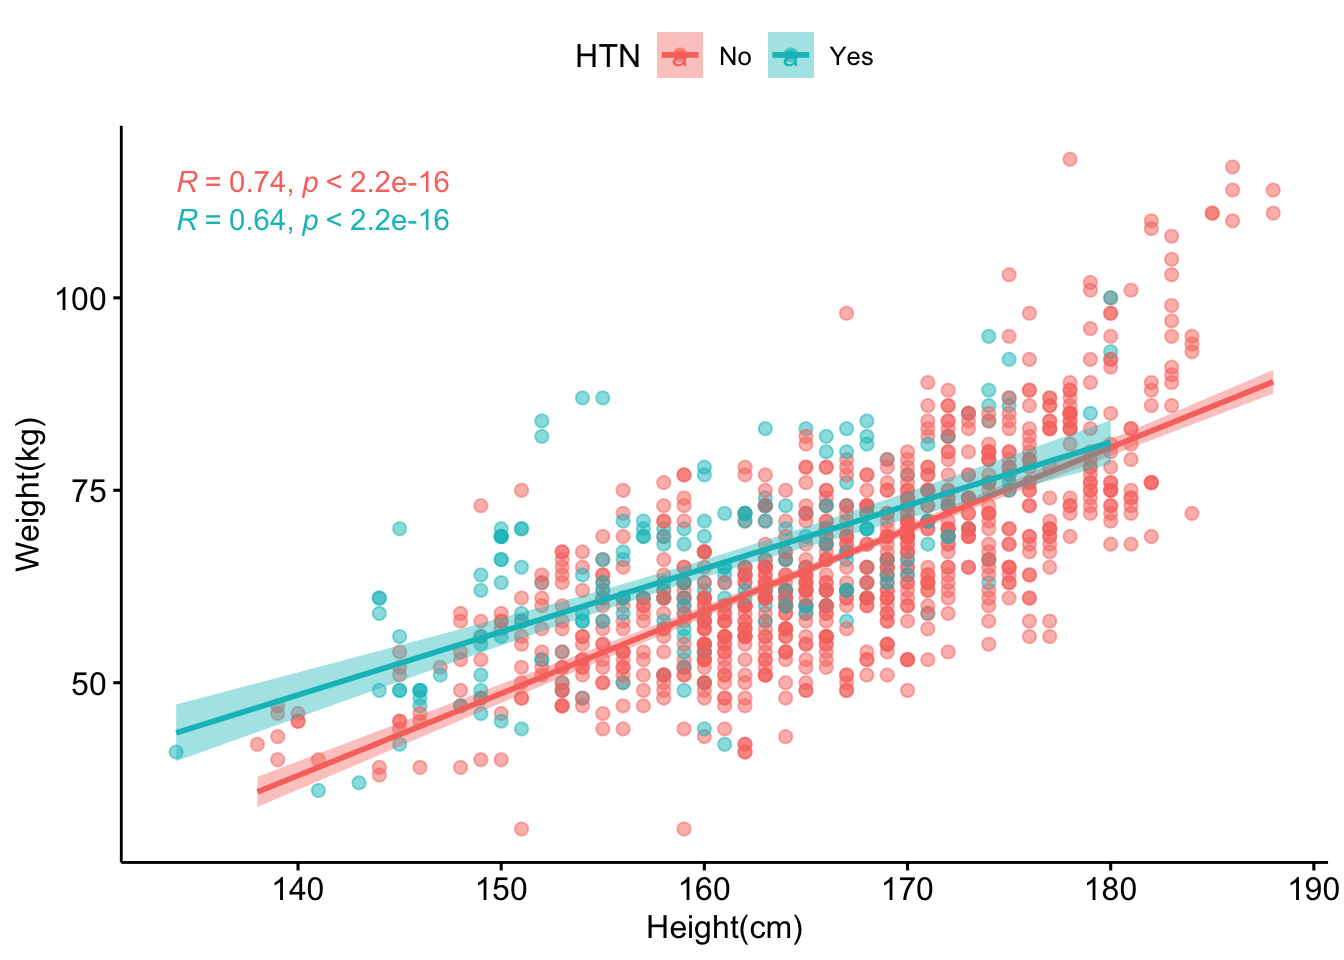 HTN a No a Yes
R = 0.74, p < 2.2e-16
R = 0.64, p < 2.2e-16
100
75
50
Weight(kg)
140 150 160 170 180 190
Height(cm)